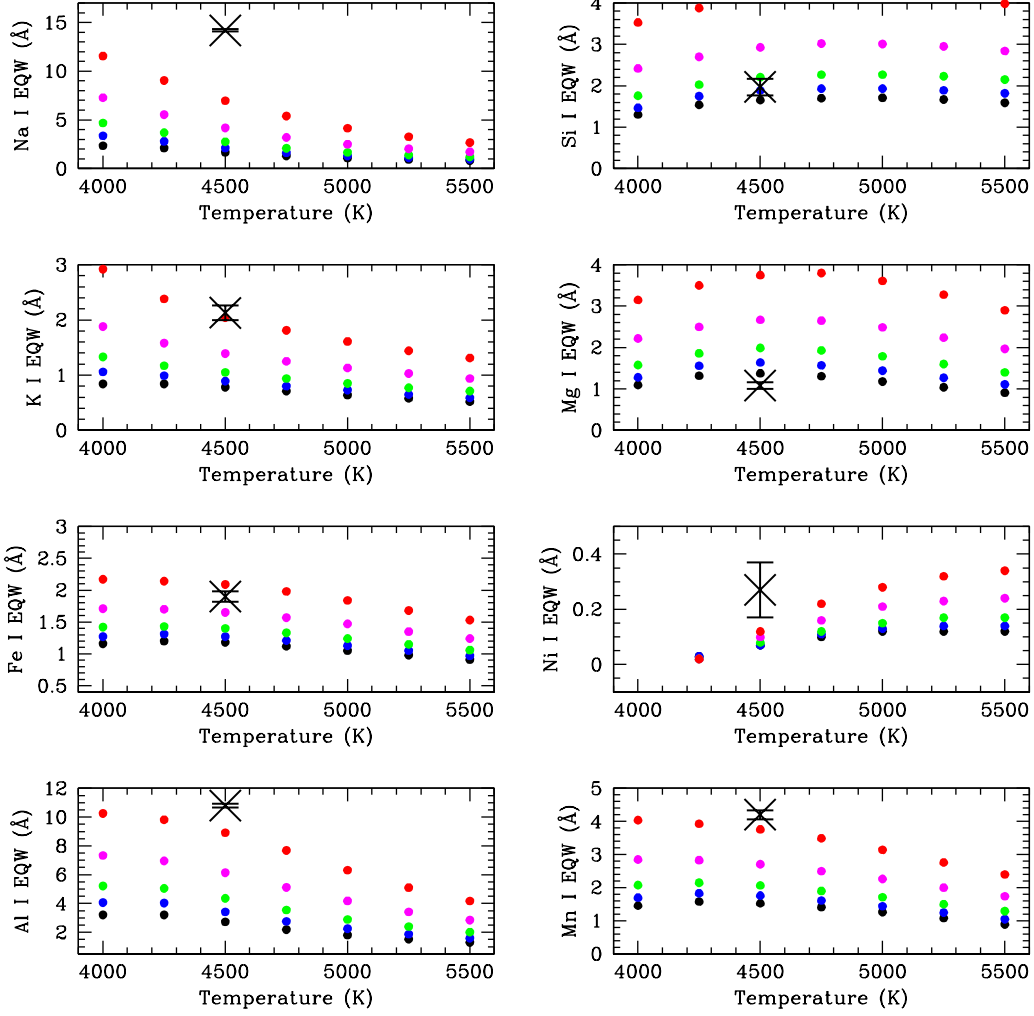 15
10
5
0
Na I EQW (Å)
4000 4500 5000 5500
Temperature (K)
4
3
2
1
0
Si I EQW (Å)
4000 4500 5000 5500
Temperature (K)
3
2
1
0
K I EQW (Å)
4000 4500 5000 5500
Temperature (K)
4
3
2
1
0
Mg I EQW (Å)
4000 4500 5000 5500
Temperature (K)
3
2.5
2
1.5
1
0.5
Fe I EQW (Å)
4000 4500 5000 5500
Temperature (K)
0.4
0.2
0
Ni I EQW (Å)
4000 4500 5000 5500
Temperature (K)
12
10
8
6
4
2
Al I EQW (Å)
4000 4500 5000 5500
Temperature (K)
5
4
3
2
1
0
Mn I EQW (Å)
4000 4500 5000 5500
Temperature (K)